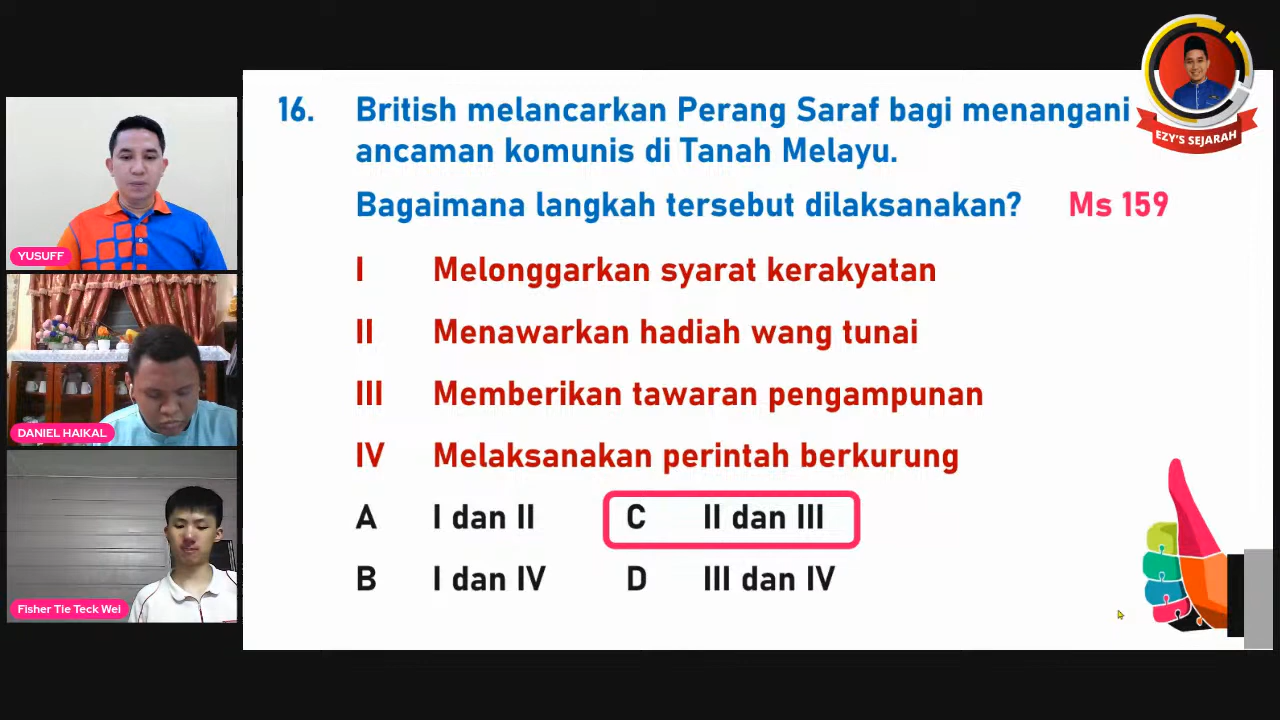 EZY'S SEJARAH
16. British melancarkan Perang Saraf bagi menangani
ancaman komunis di Tanah Melayu.
Bagaimana langkah tersebut dilaksanakan? Ms 159
I Melonggarkan syarat kerakyatan
II Menawarkan hadiah wang tunai
III Memberikan tawaran pengampunan
IV Melaksanakan perintah berkurung
A I dan II C II dan III
B I dan IV D III dan IV
YUSUFF
DANIEL HAIKAL
Fisher Tie Teck Wei